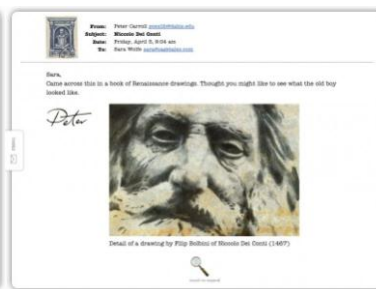 From: Peter Carroll
Subject: Niccolo Dei Conti
Date: Friday, April 5, 9:04 am
To: Sara Wolfe
Sara,
Came across this in a book of Renaissance drawings. Thought you might like to see what the old boy
looked like.
Peter
Detail of a drawing by Filip Bolbini of Niccolo Dei Conti (1467)